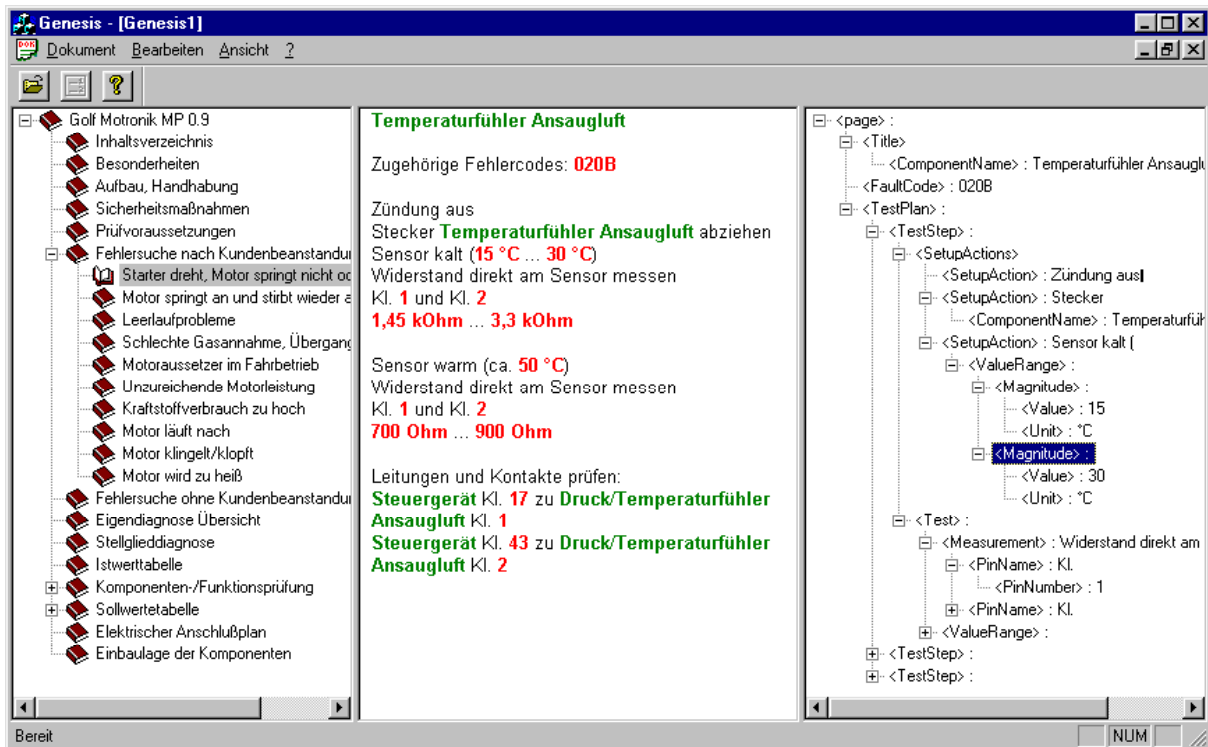 Genesis - [Genesis1]
Dokument Bearbeiten Ansicht ?
Golf Motronik MP 0.9
Inhaltsverzeichnis
Besonderheiten
Aufbau, Handhabung
Sicherheitsmaßnahmen
Prüfvoraussetzungen
Fehlersuche nach Kundenbeanstandu
Starter dreht, Motor springt nicht oc
Motor springt an und stirbt wieder a
Leerlaufprobleme
Schlechte Gasannahme, Übergang
Motoraussetzer im Fahrbetrieb
Unzureichende Motorleistung
Kraftstoffverbrauch zu hoch
Motor läuft nach
Motor klingelt/klopft
Motor wird zu heiß
Fehlersuche ohne Kundenbeanstandu
Eigendiagnose Übersicht
Stellglieddiagnose
Istwerttabelle
Komponenten-/Funktionsprüfung
Sollwertetabelle
Elektrischer Anschlußplan
Einbaulage der Komponenten
Temperaturfühler Ansaugluft
Zugehörige Fehlercodes: 020B
Zündung aus
Stecker Temperaturfühler Ansaugluft abziehen
Sensor kalt (15 °C ... 30 °C)
Widerstand direkt am Sensor messen
Kl. 1 und Kl. 2
1,45 kOhm ... 3,3 kOhm
Sensor warm (ca. 50 °C)
Widerstand direkt am Sensor messen
Kl. 1 und Kl. 2
700 Ohm ... 900 Ohm
Leitungen und Kontakte prüfen:
Steuergerät Kl. 17 zu Druck/Temperaturfühler
Ansaugluft Kl. 1
Steuergerät Kl. 43 zu Druck/Temperaturfühler
Ansaugluft Kl. 2
<page> :
<Title>
<ComponentName> : Temperaturfühler Ansauglu
<FaultCode> : 020B
<TestPlan> :
<TestStep> :
<SetupActions>
<SetupAction> : Zündung aus
<SetupAction> : Stecker
<ComponentName> : Temperaturfüh
<SetupAction> : Sensor kalt (
<ValueRange> :
<Magnitude> :
<Value> : 15
<Unit> : °C
<Magnitude> :
<Value> : 30
<Unit> : °C
<Test> :
<Measurement> : Widerstand direkt am
<PinName> : Kl.
<PinNumber> : 1
<PinName> : Kl.
<ValueRange> :
<TestStep> :
<TestStep> :
Bereit
NUM